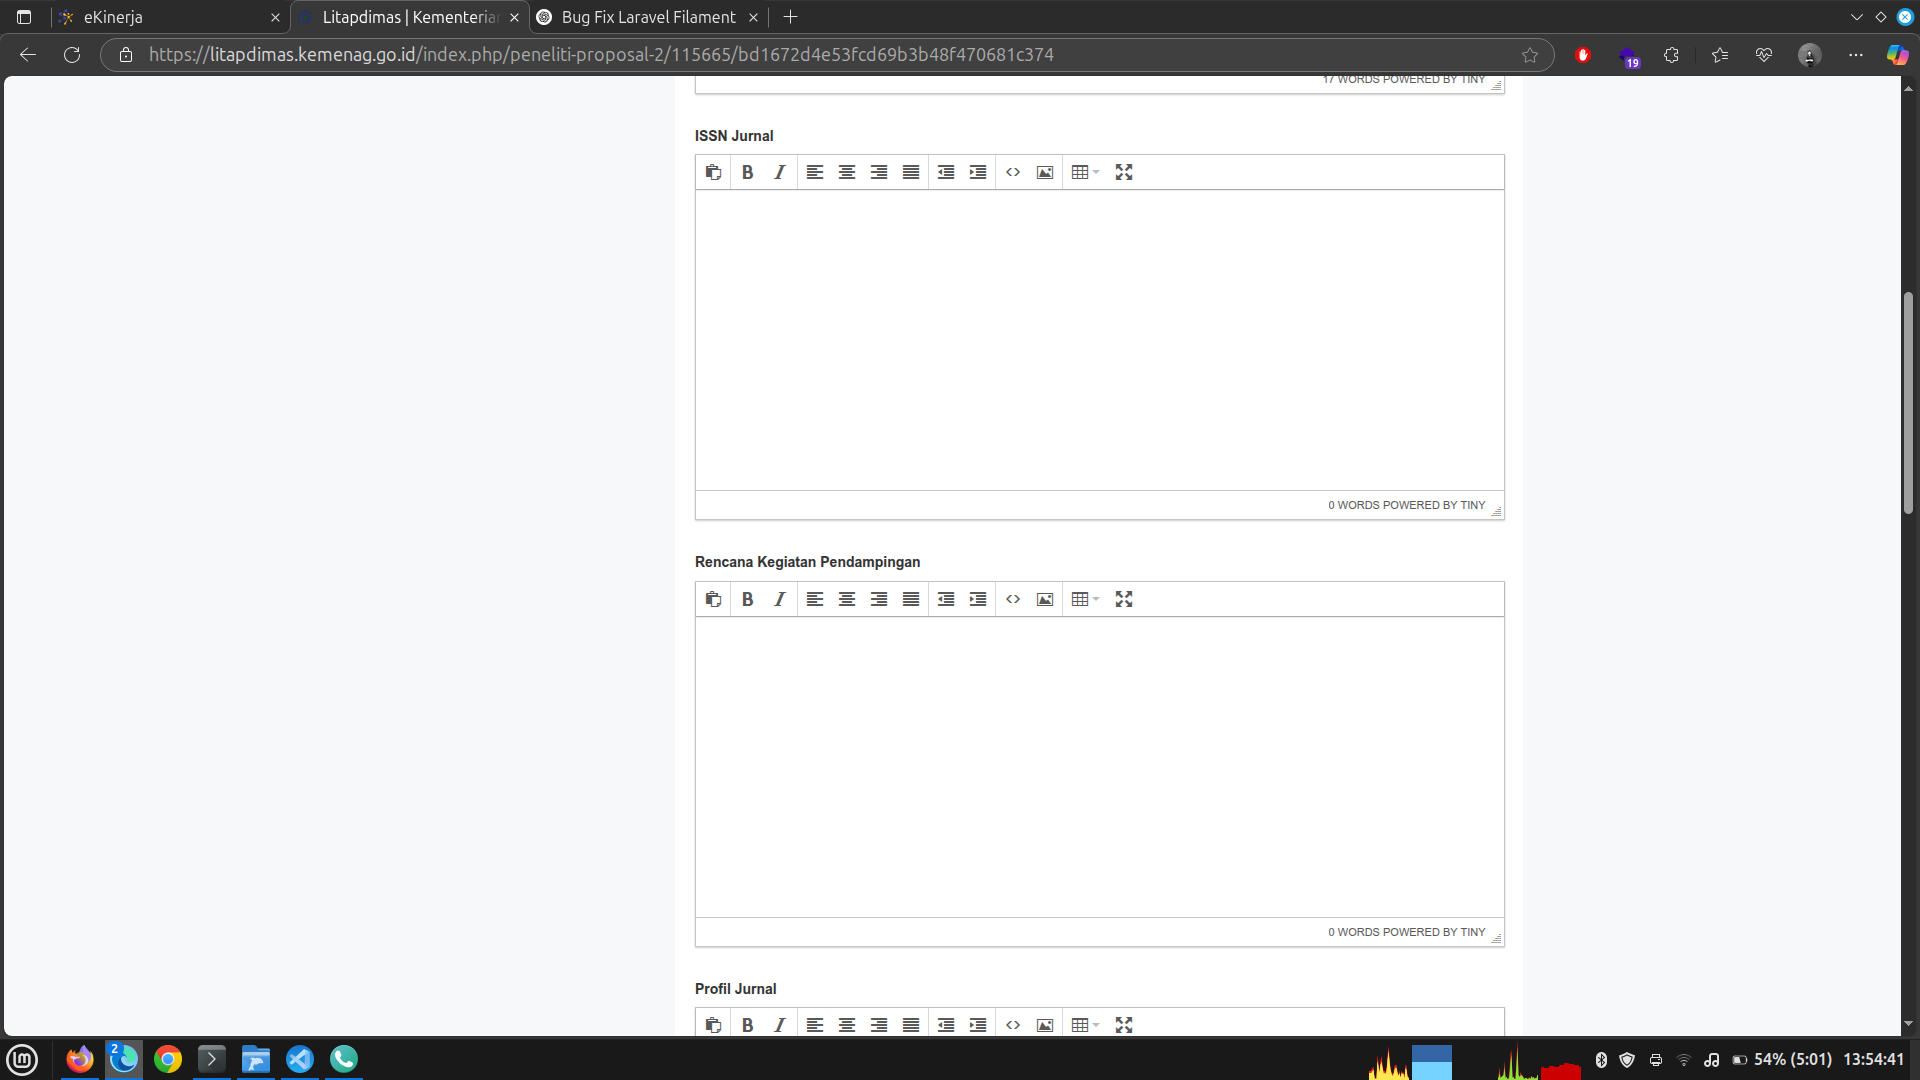 eKinerja
Litapdimas | Kementerian
Bug Fix Laravel Filament
https://litapdimas.kemenag.go.id/index.php/peneliti-proposal-2/115665/bd1672d4e53fcd69b3b48f470681c374
19
17 WORDS POWERED BY TINY
ISSN Jurnal
B I
0 WORDS POWERED BY TINY
Rencana Kegiatan Pendampingan
B I
0 WORDS POWERED BY TINY
Profil Jurnal
B I
2
54% (5:01) 13:54:41